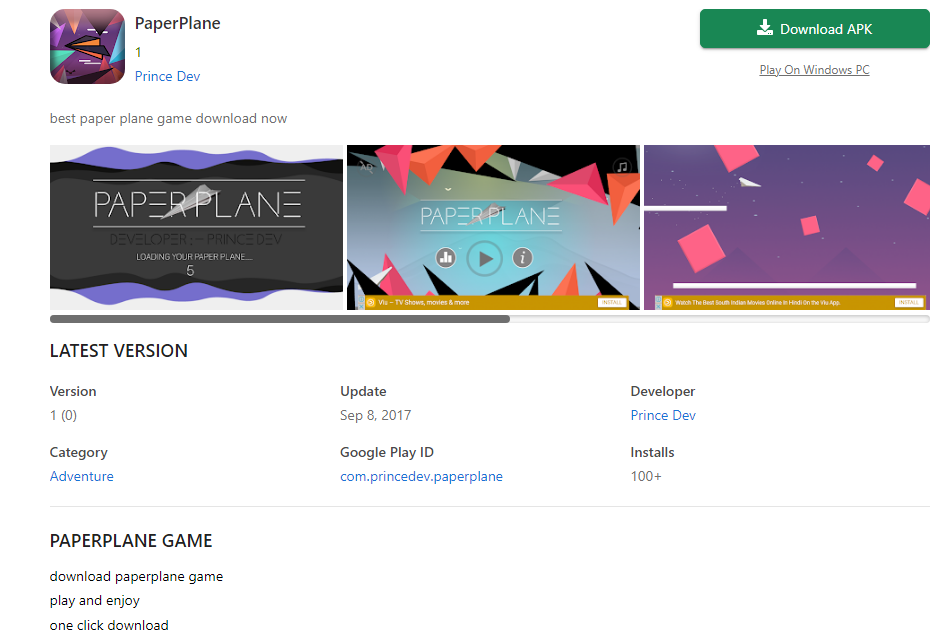 PaperPlane
1
Prince Dev
Download APK
Play On Windows PC
best paper plane game download now
PAPER PLANE
DEVELOPER :- PRINCE DEV
LOADING YOUR PAPER PLANE....
5
PAPER PLANE
Viu – TV Shows, movies & more
INSTALL
Watch The Best South Indian Movies Online In Hindi On the Viu App.
INSTALL
LATEST VERSION
Version
Update
Developer
1 (0)
Sep 8, 2017
Prince Dev
Category
Google Play ID
Installs
Adventure
com.princedev.paperplane
100+
PAPERPLANE GAME
download paperplane game
play and enjoy
one click download